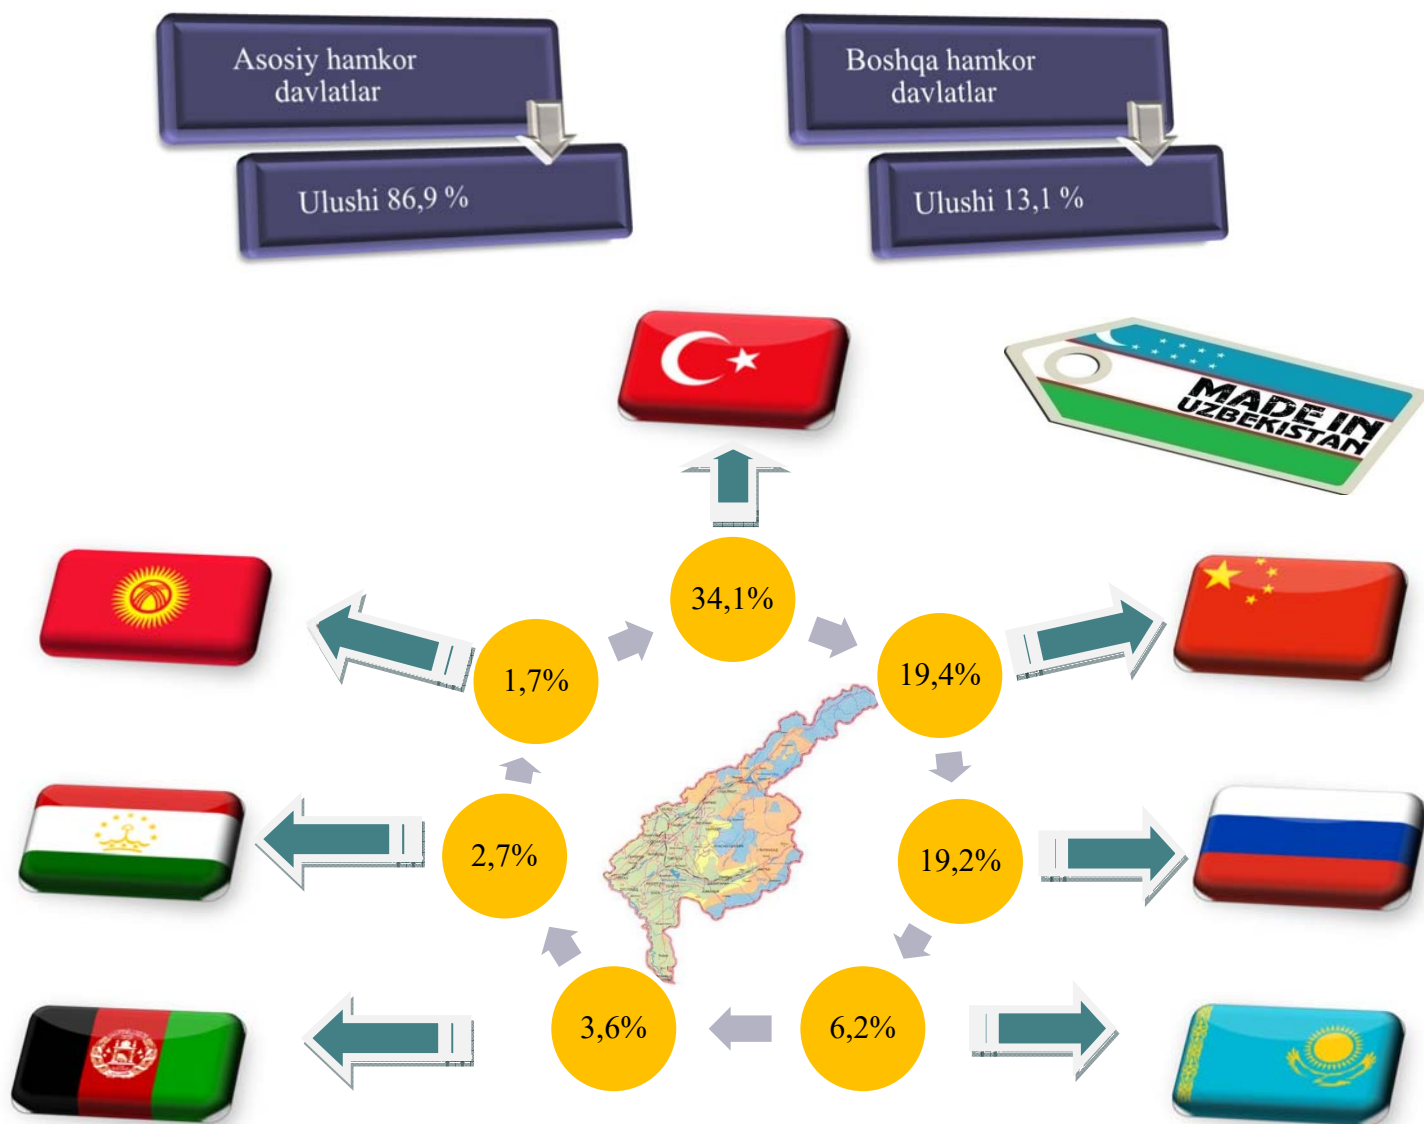 Asosiy hamkor
davlatlar
Ulushi 86,9 %
Boshqa hamkor
davlatlar
Ulushi 13,1 %
MADE IN
UZBEKISTAN
34,1%
19,4%
19,2%
6,2%
3,6%
2,7%
1,7%